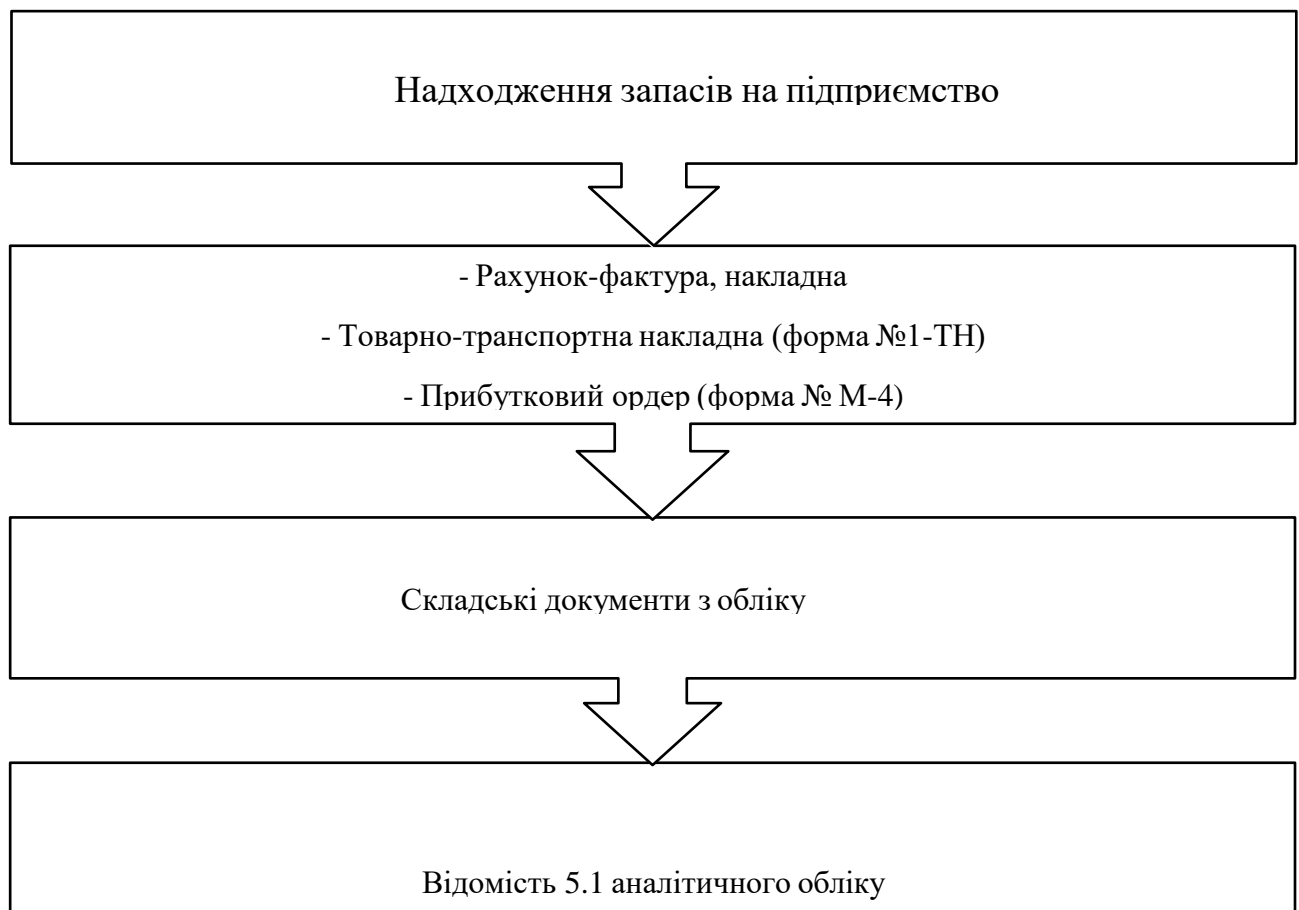 Надходження запасів на підприємство
- Рахунок-фактура, накладна
- Товарно-транспортна накладна (форма №1-ТН)
- Прибутковий ордер (форма № М-4)
Складські документи з обліку
Відомість 5.1 аналітичного обліку